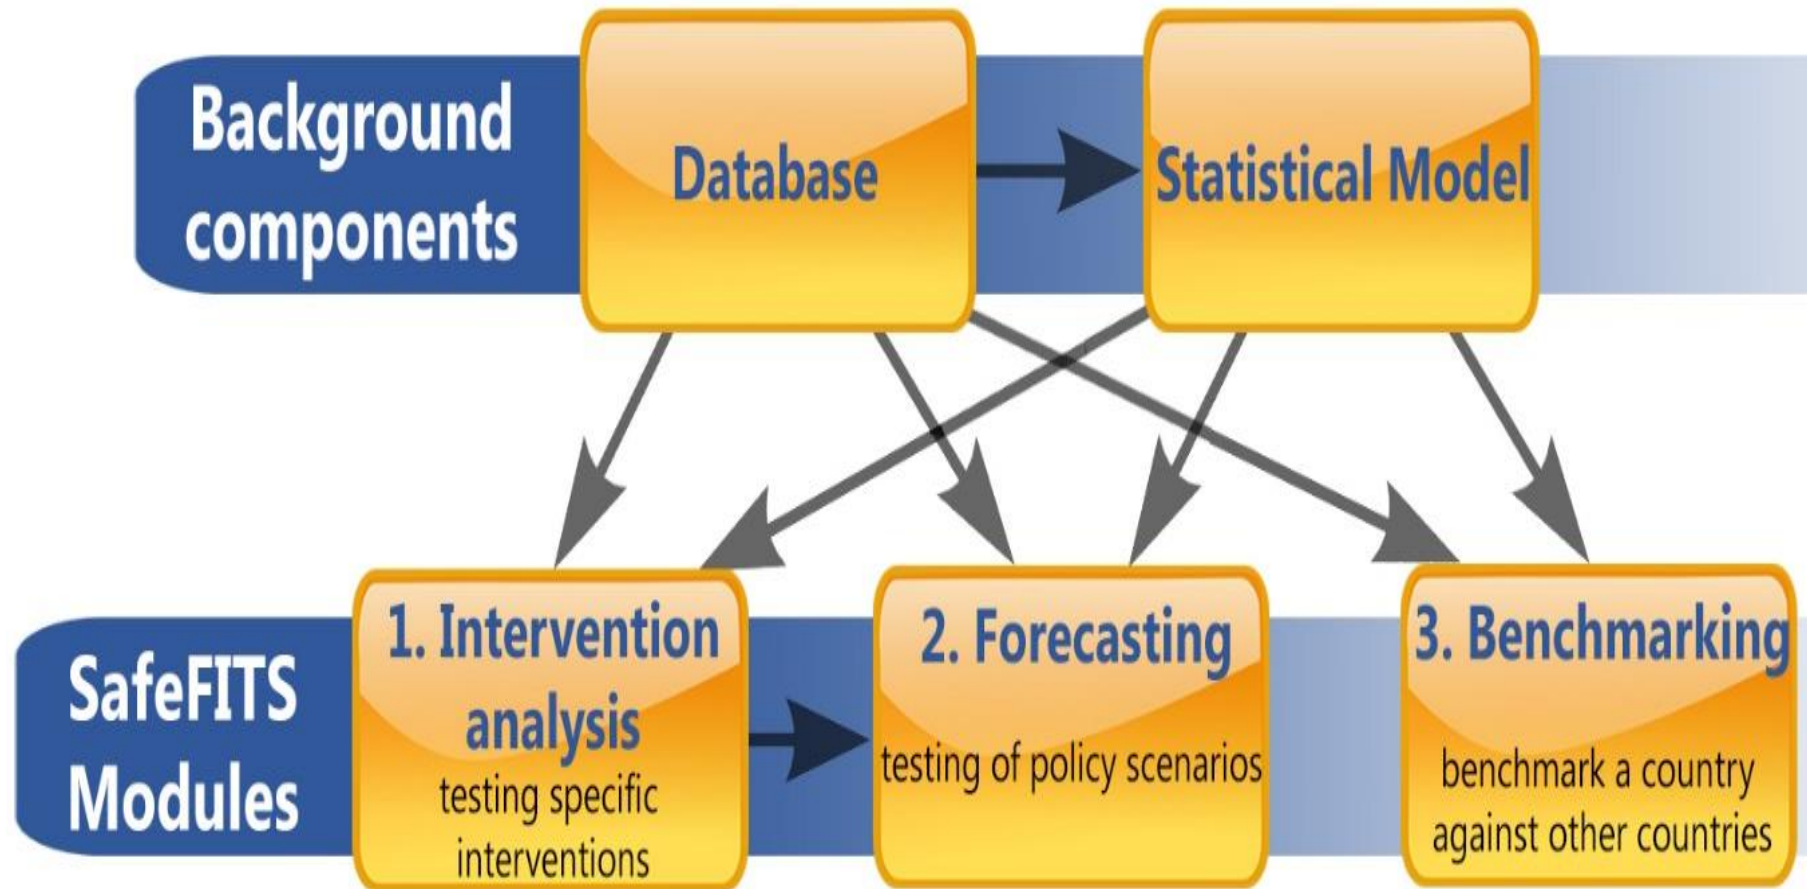 Background
components
Database
Statistical Model
SafeFITS
Modules
1. Intervention
analysis
testing specific
interventions
2. Forecasting
testing of policy scenarios
3. Benchmarking
benchmark a country
against other countries